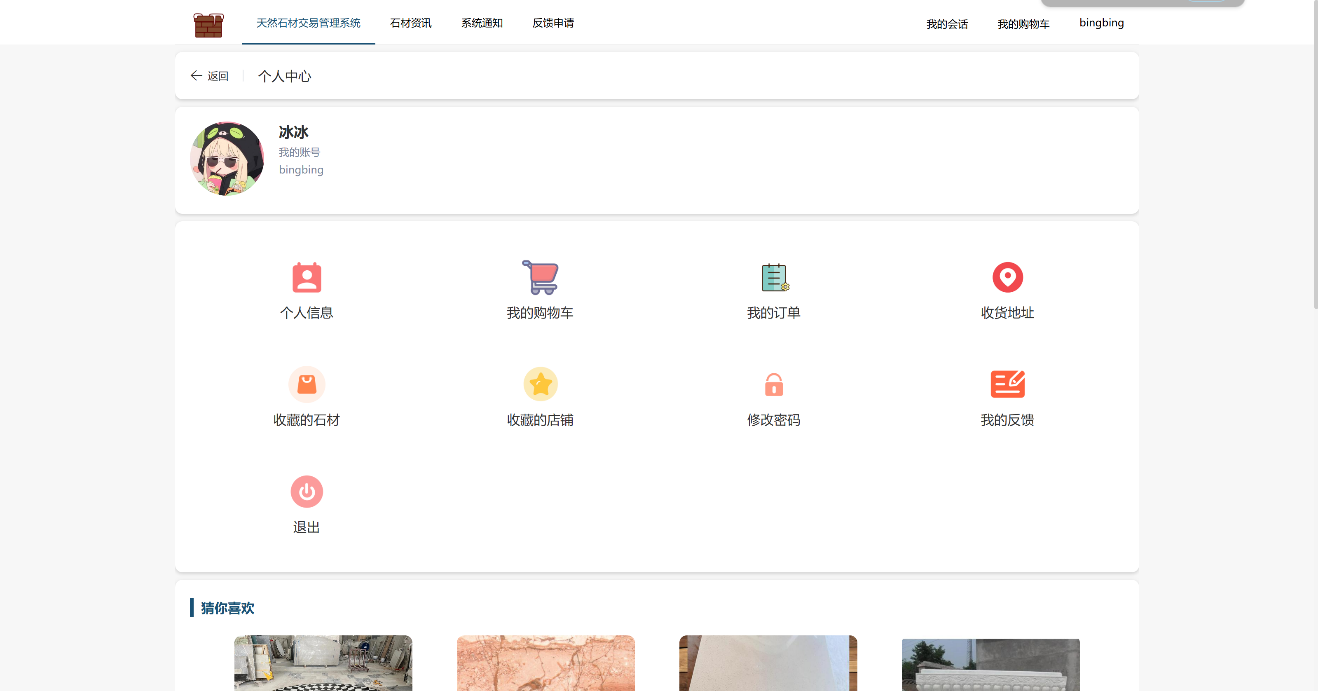 天然石材交易管理系统 石材资讯 系统通知 反馈申请 我的会话 我的购物车 bingbing
返回 个人中心
冰冰
我的账号
bingbing
个人信息 我的购物车 我的订单 收货地址
收藏的石材 收藏的店铺 修改密码 我的反馈
退出
猜你喜欢